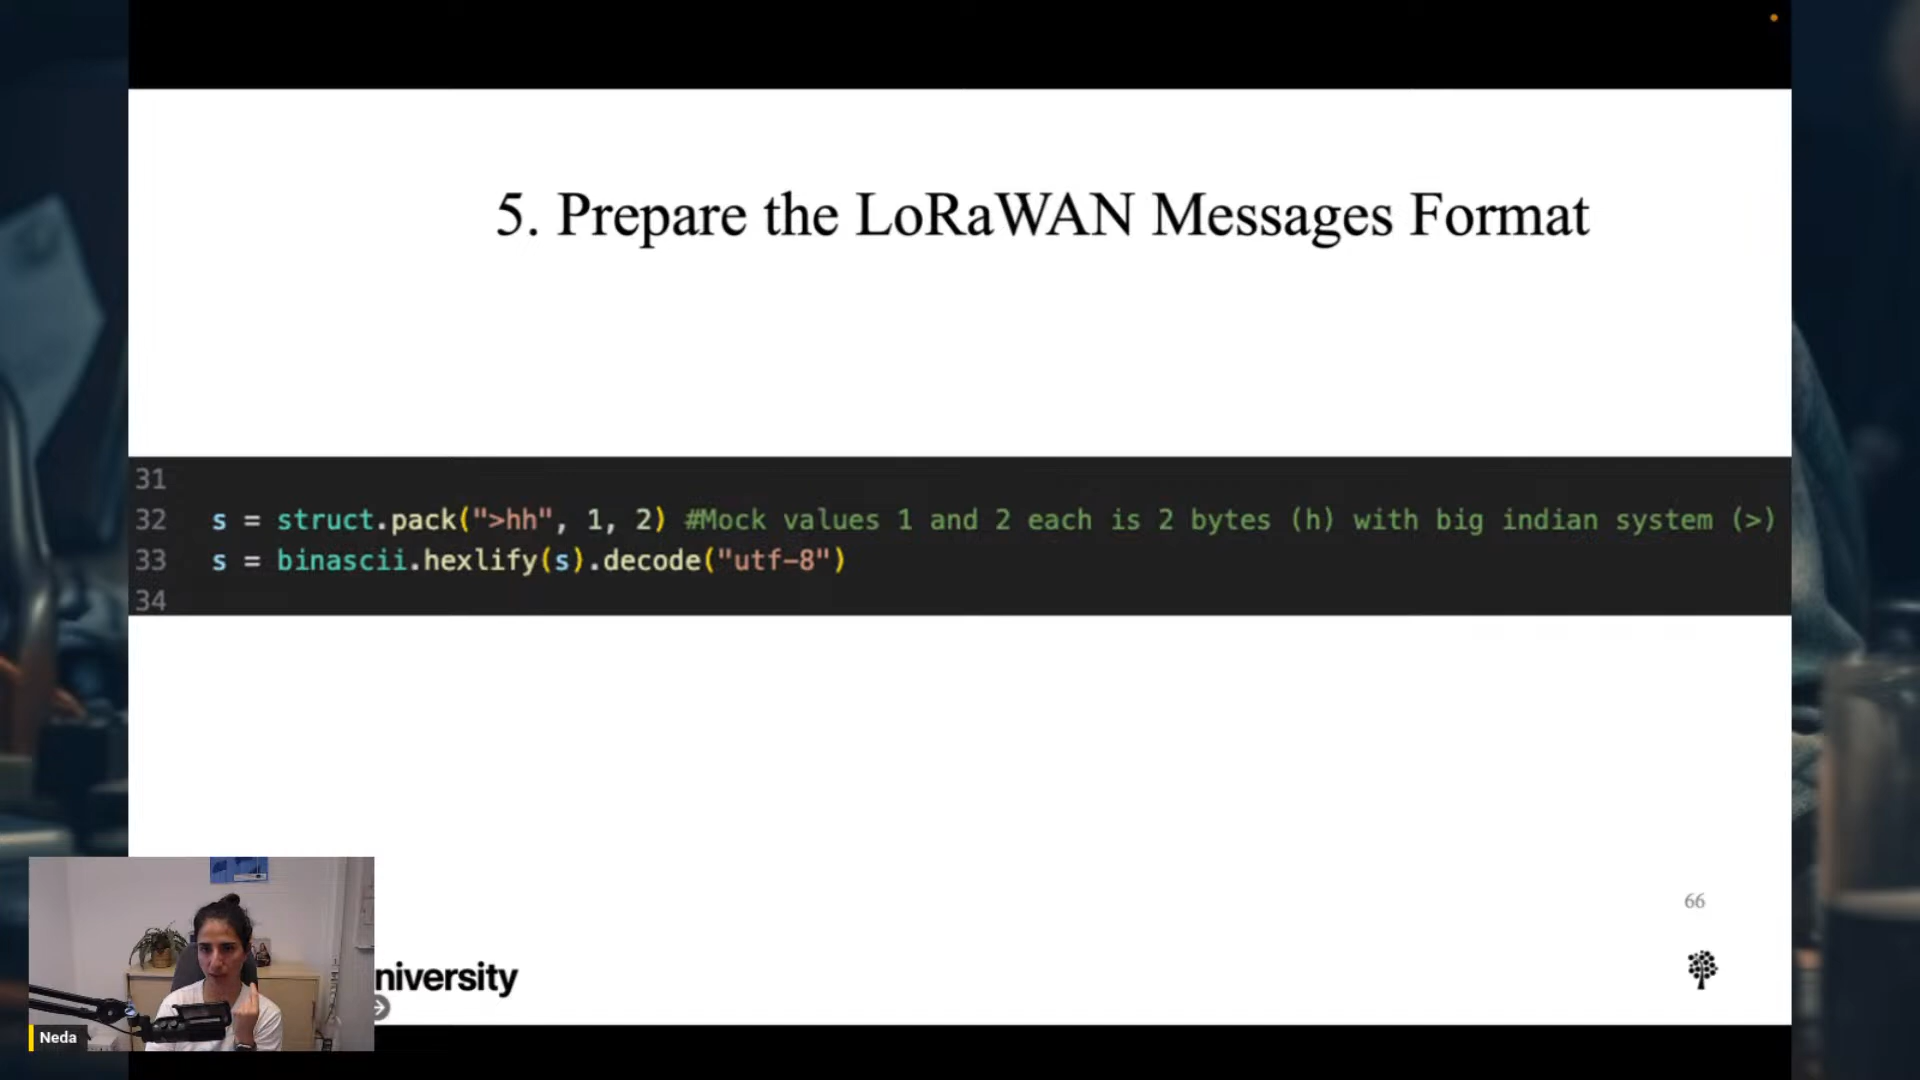 5. Prepare the LoRaWAN Messages Format
31
32 s = struct.pack(">hh", 1, 2) #Mock values 1 and 2 each is 2 bytes (h) with big indian system (>)
33 s = binascii.hexlify(s).decode("utf-8")
34
66
niversity
Neda